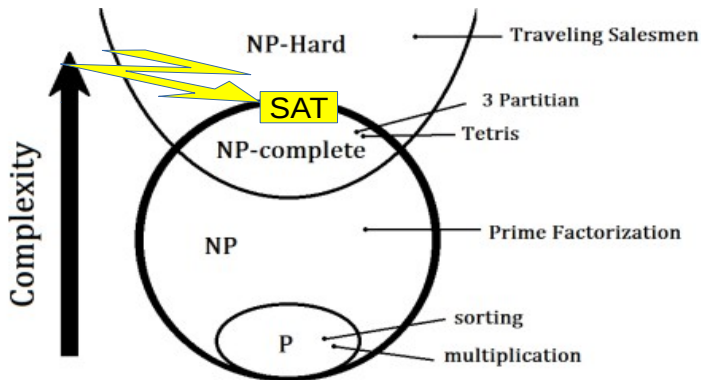 NP-Hard
Traveling Salesmen
SAT
3 Partitian
Tetris
NP-complete
Complexity
NP
Prime Factorization
sorting
P
multiplication